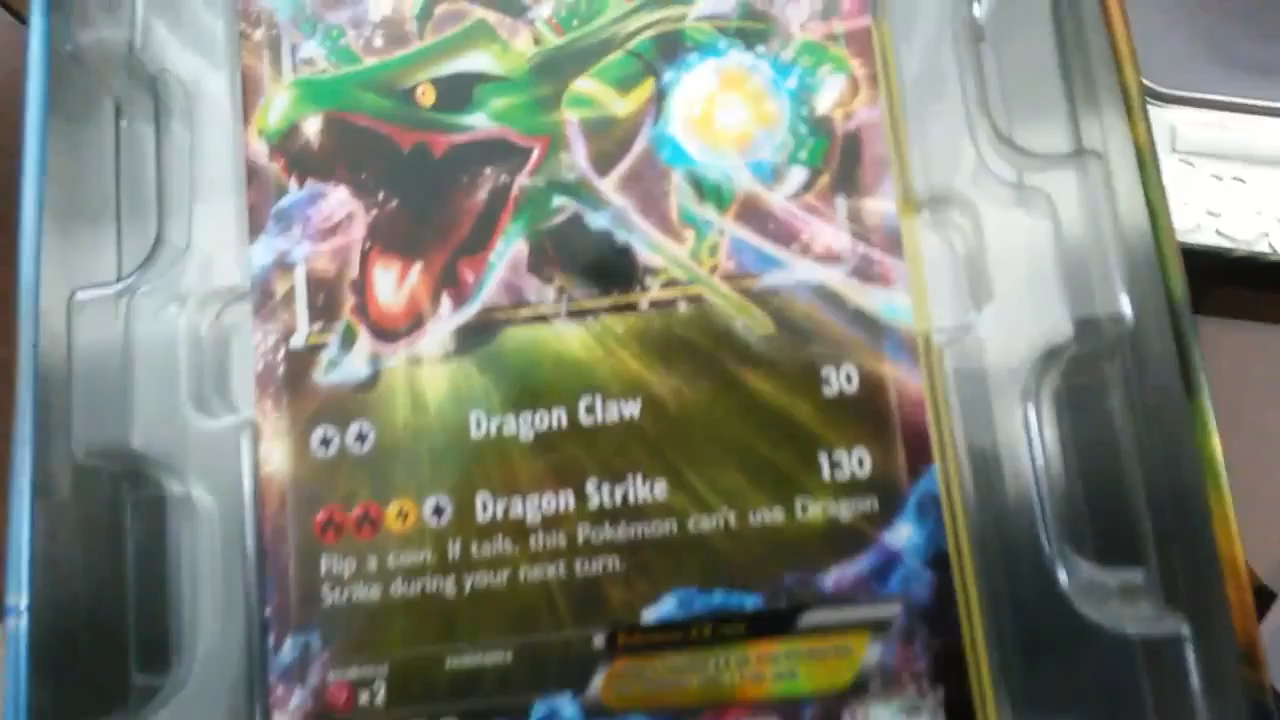 30
Dragon Claw
130
Dragon Strike
Flip a coin. If tails, this Pokémon can't use Dragon
Strike during your next turn.
x2